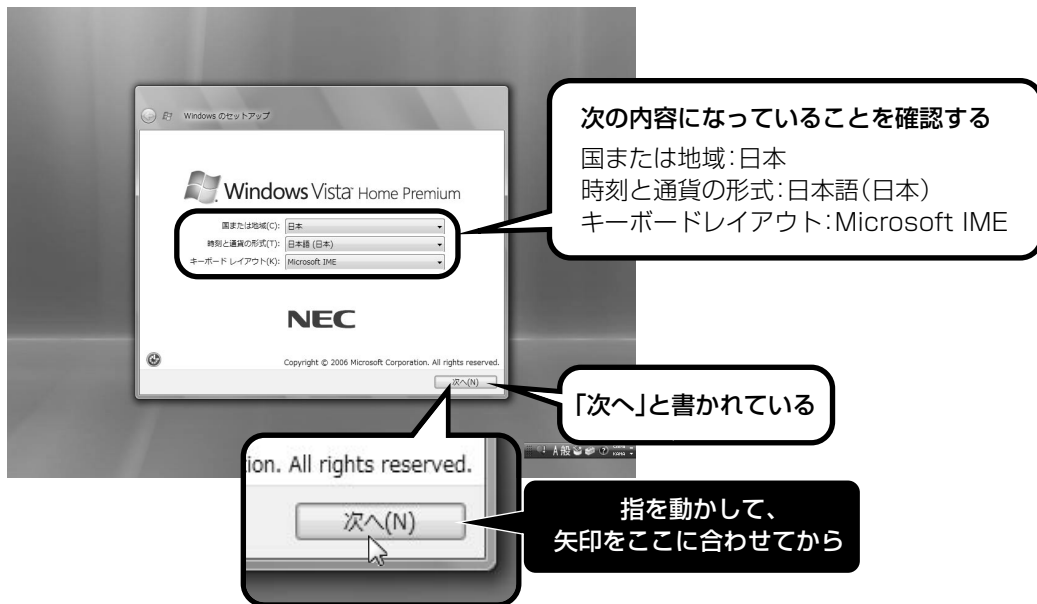 Windows のセットアップ
Windows Vista™ Home Premium
国または地域(C): 日本
時刻と通貨の形式(T): 日本語 (日本)
キーボード レイアウト(K): Microsoft IME
NEC
Copyright © 2006 Microsoft Corporation. All rights reserved.
次へ(N)
次の内容になっていることを確認する
国または地域:日本
時刻と通貨の形式:日本語(日本)
キーボードレイアウト:Microsoft IME
「次へ」と書かれている
A 般
KANA
ion. All rights reserved.
次へ(N)
指を動かして、
矢印をここに合わせてから